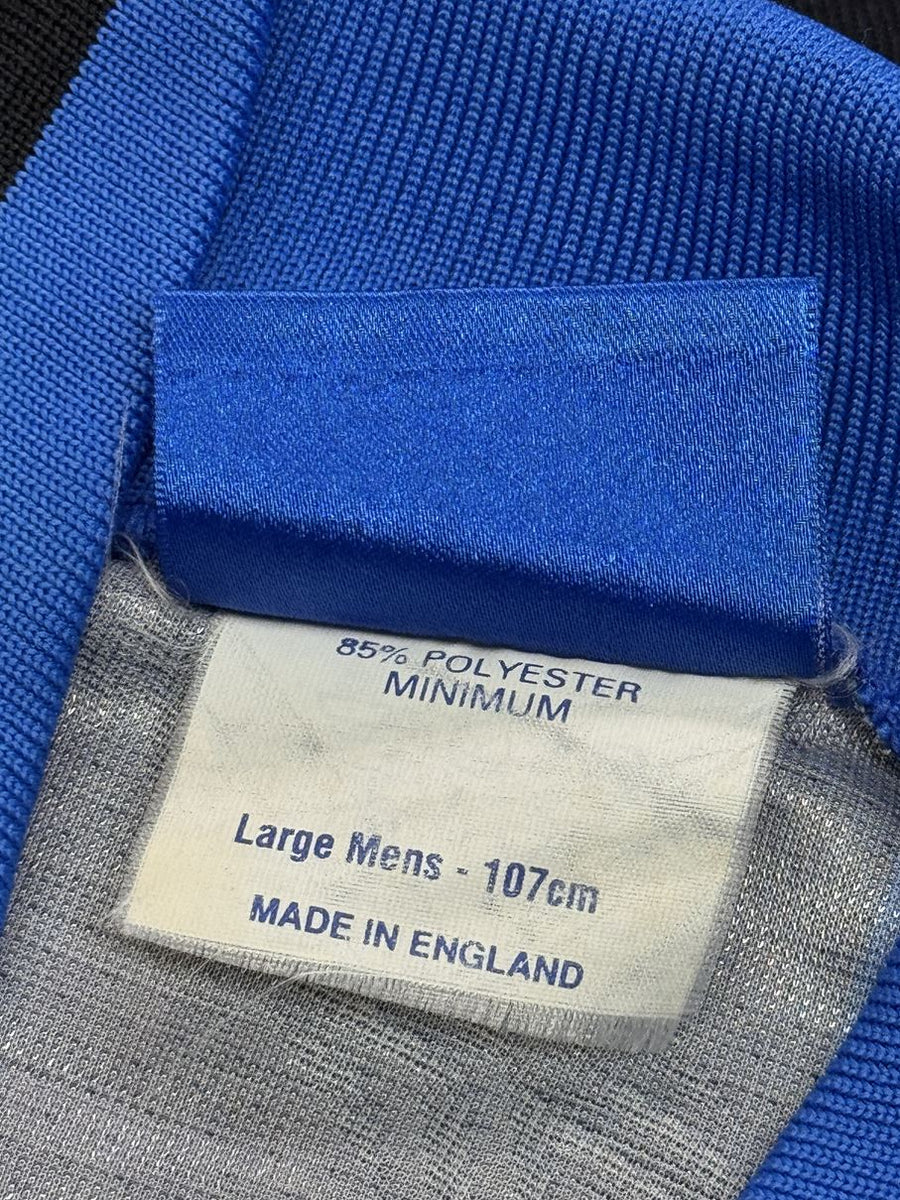 85% POLYESTER
MINIMUM
Large Mens - 107cm
MADE IN ENGLAND